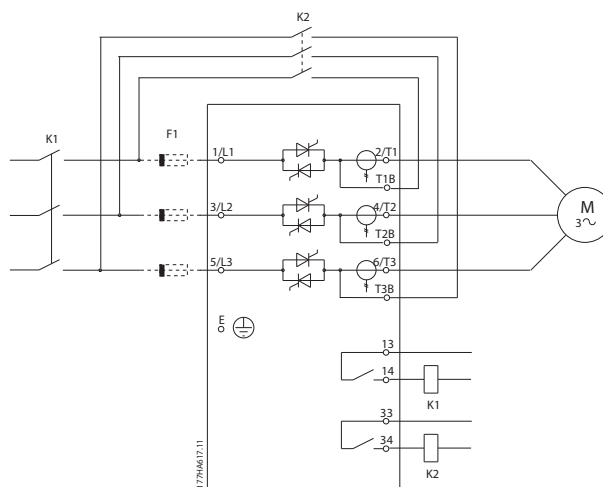 K2
K1
F1
1/L1
2/T1
T1B
3/L2
4/T2
T2B
M
3
5/L3
6/T3
T3B
E
13
14
K1
33
34
K2
177HA617.11